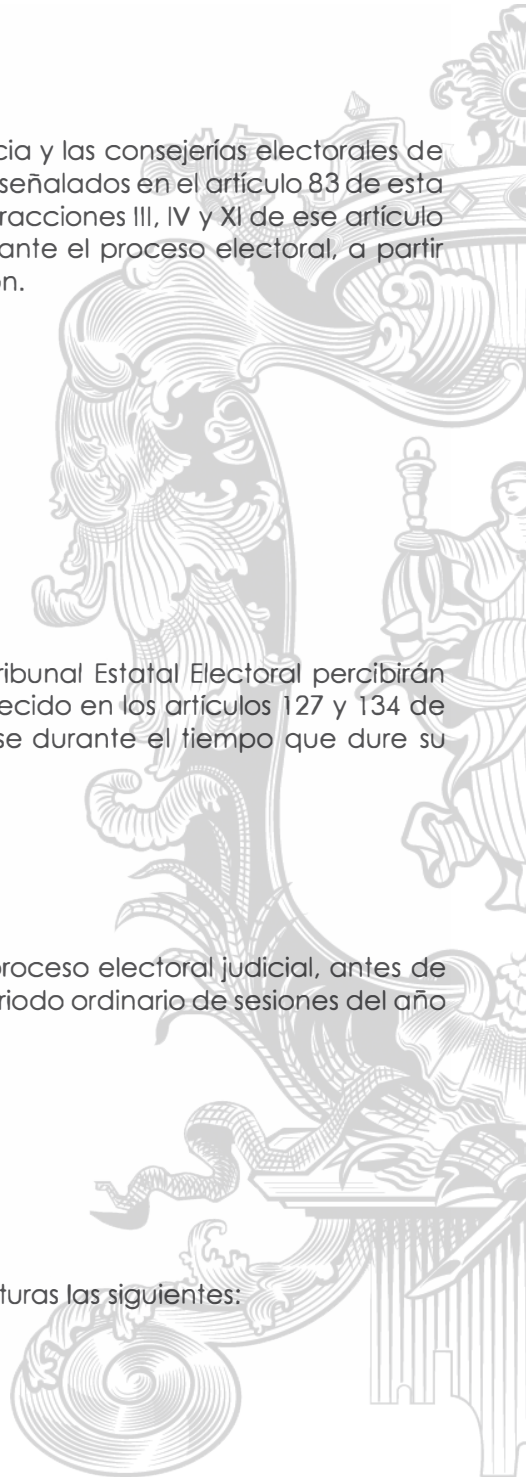 cia y las consejerías electorales de
señalados en el artículo 83 de esta
racciones III, IV y XI de ese artículo
ante el proceso electoral, a partir
ón.
ribunal Estatal Electoral percibirán
ecido en los artículos 127 y 134 de
se durante el tiempo que dure su
proceso electoral judicial, antes de
eriodo ordinario de sesiones del año
turas las siguientes: